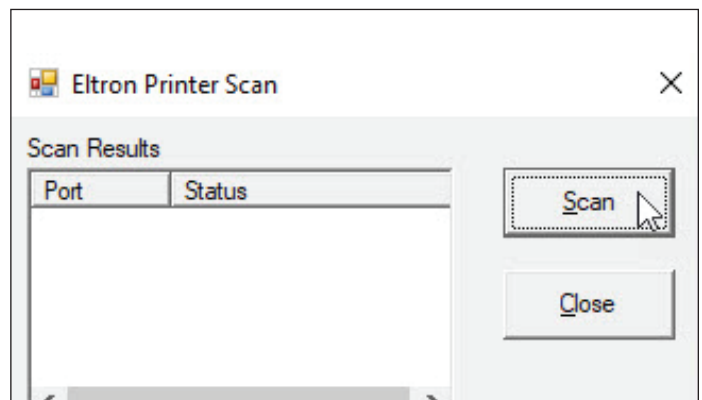 Eltron Printer Scan
Scan Results
Port Status
Scan
Close